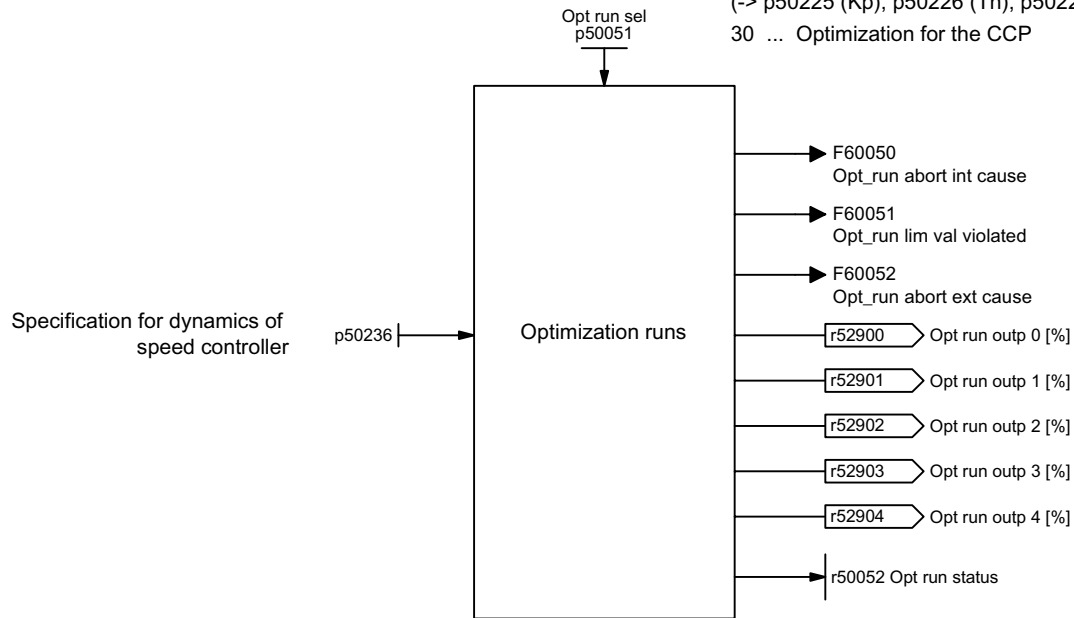 (-> p50225 (Kp), p50226 (Tn),
30 ... Optimization for the CCP
Opt run sel
p50051
F60050
Opt_run abort int cause
F60051
Opt_run lim val violated
F60052
Opt_run abort ext cause
Specification for dynamics of
speed controller
p50236
Optimization runs
r52900 Opt run outp 0 [%]
r52901 Opt run outp 1 [%]
r52902 Opt run outp 2 [%]
r52903 Opt run outp 3 [%]
r52904 Opt run outp 4 [%]
r50052 Opt run status